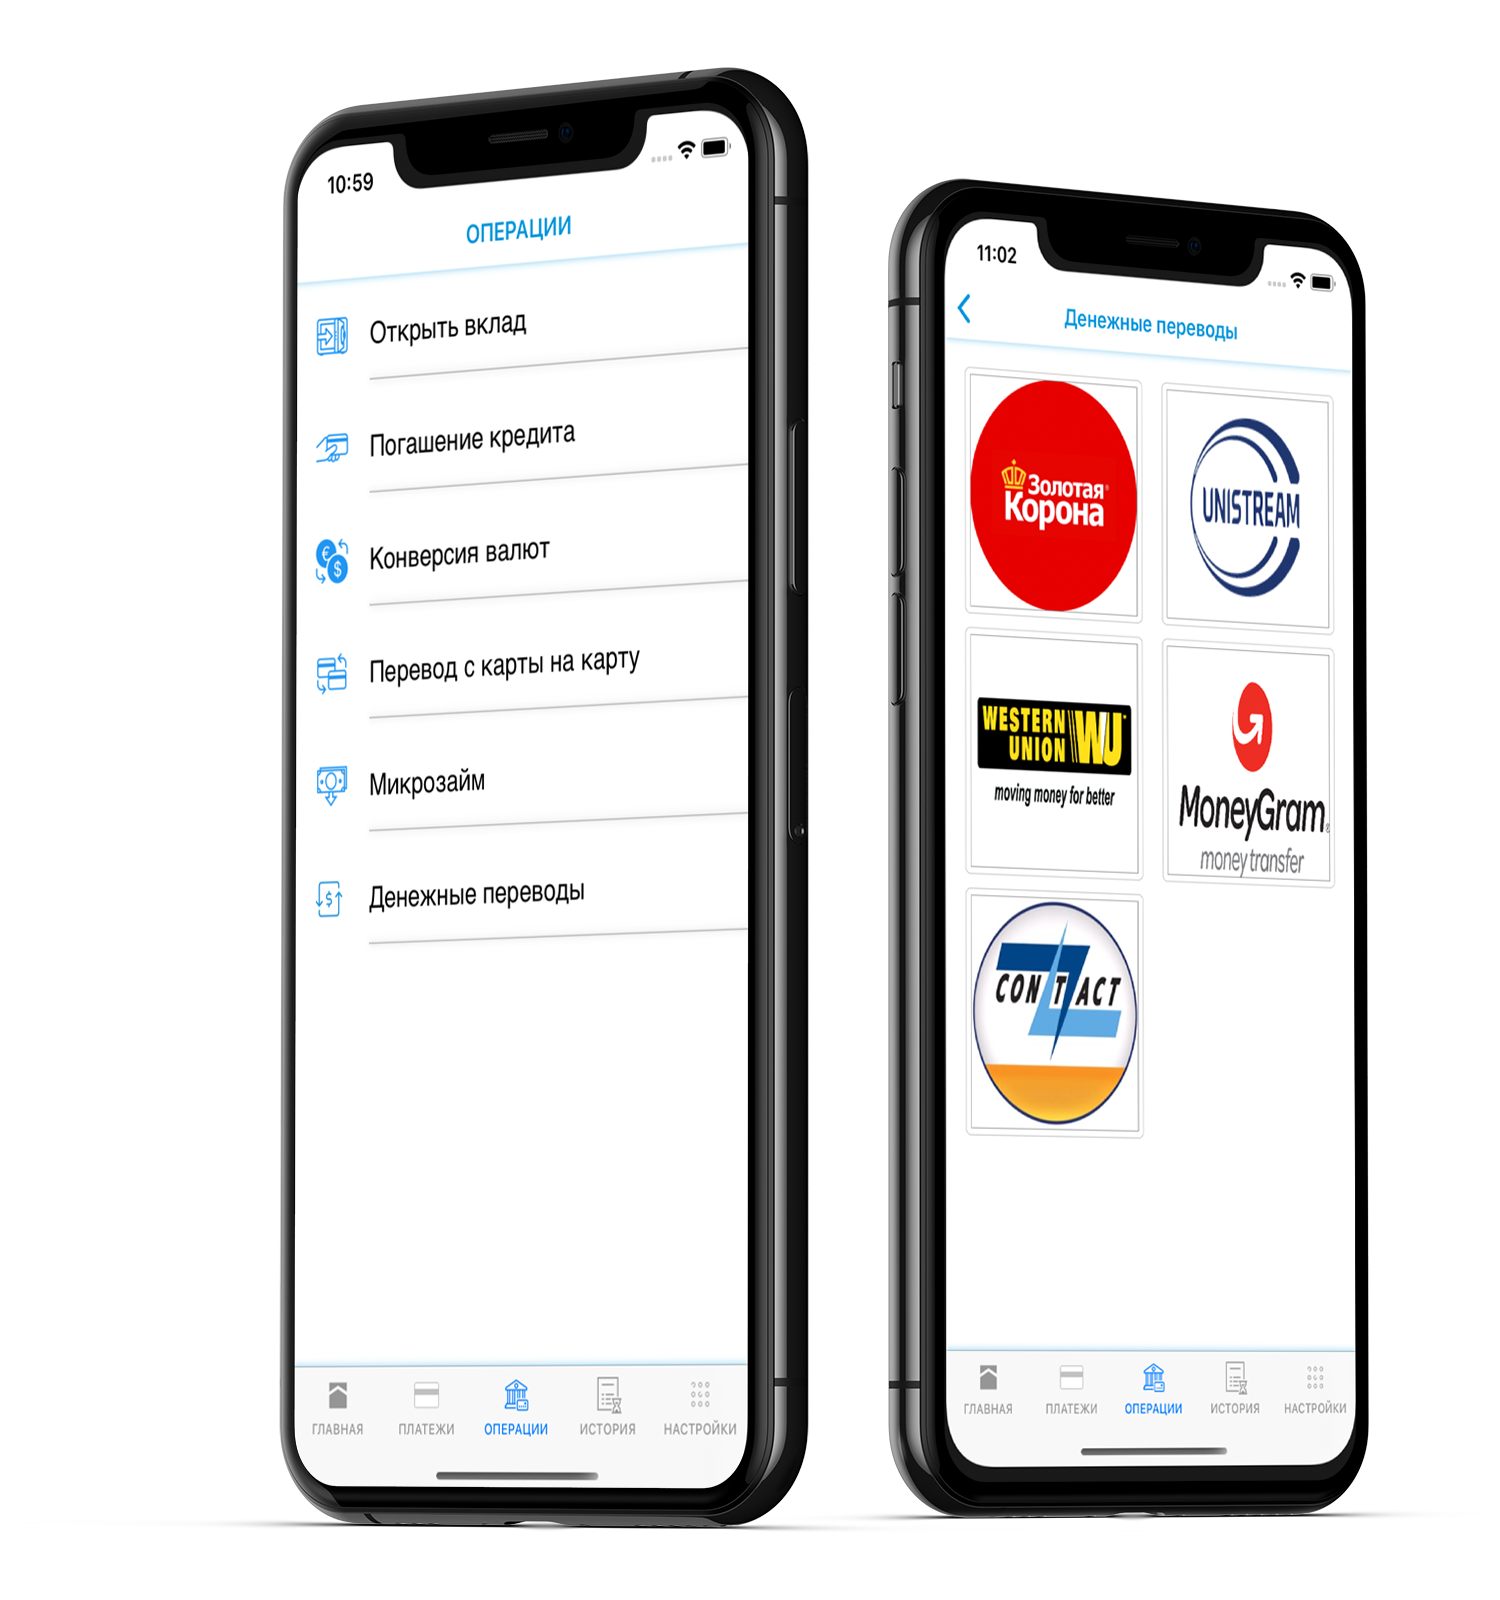 10:59
ОПЕРАЦИИ
Открыть вклад
Погашение кредита
Конверсия валют
Перевод с карты на карту
Микрозайм
Денежные переводы
ГЛАВНАЯ
ПЛАТЕЖИ
ОПЕРАЦИИ
ИСТОРИЯ
НАСТРОЙКИ
11:02
Денежные переводы
Золотая
Корона
UNISTREAM
WESTERN
UNION
WU
moving money for better
MoneyGram
money transfer
CONTACT
ГЛАВНАЯ
ПЛАТЕЖИ
ОПЕРАЦИИ
ИСТОРИЯ
НАСТРОЙКИ